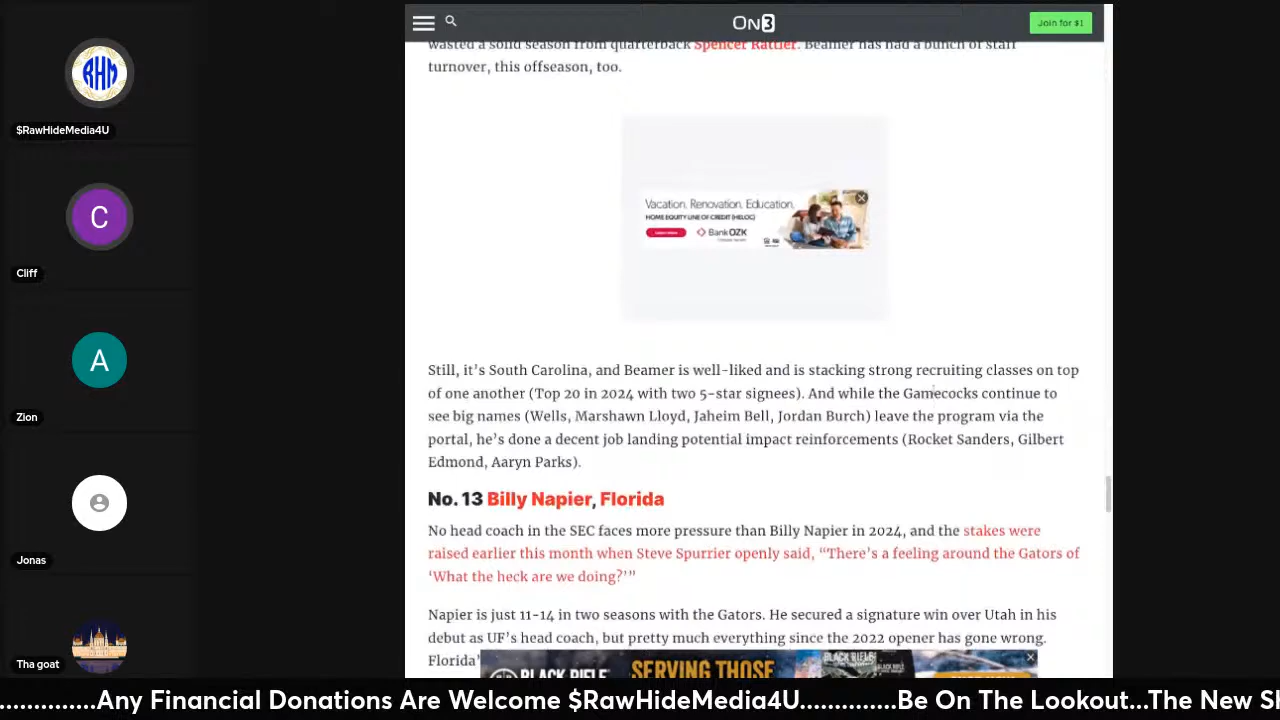 ON3
Join for $1
wasted a solid season from quarterback Spencer Rattler. Beamer has had a bunch of staff
turnover, this offseason, too.
RHM
$RawHideMedia4U
Vacation. Renovation. Education.
HOME EQUITY LINE OF CREDIT (HELOC)
Learn More
Bank OZK
C
Cliff
Still, it’s South Carolina, and Beamer is well-liked and is stacking strong recruiting classes on top
of one another (Top 20 in 2024 with two 5-star signees). And while the Gamecocks continue to
see big names (Wells, Marshawn Lloyd, Jaheim Bell, Jordan Burch) leave the program via the
portal, he’s done a decent job landing potential impact reinforcements (Rocket Sanders, Gilbert
Edmond, Aaryn Parks).
A
Zion
No. 13 Billy Napier, Florida
No head coach in the SEC faces more pressure than Billy Napier in 2024, and the stakes were
raised earlier this month when Steve Spurrier openly said, “There’s a feeling around the Gators of
‘What the heck are we doing?’”
Jonas
Napier is just 11-14 in two seasons with the Gators. He secured a signature win over Utah in his
debut as UF’s head coach, but pretty much everything since the 2022 opener has gone wrong.
Florida’
BLACK RIFLE
SERVING THOSE
BLACK RIFLE
Tha goat
.............Any Financial Donations Are Welcome $RawHideMedia4U.............Be On The Lookout...The New S